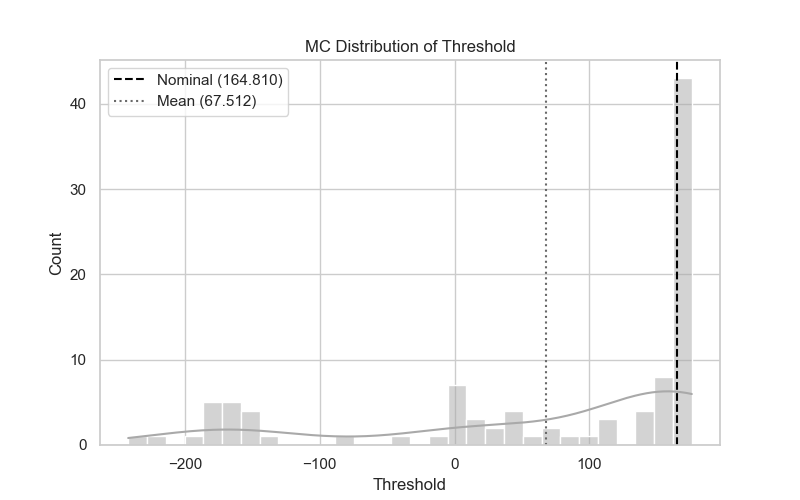 MC Distribution of Threshold
Nominal (164.810)
Mean (67.512)
Count
40
30
20
10
0
−200
−100
0
100
Threshold